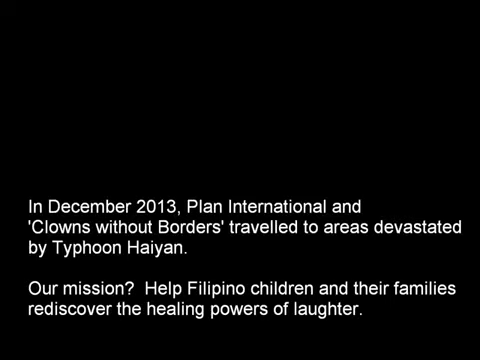 In December 2013, Plan International and
'Clowns without Borders' travelled to areas devastated
by Typhoon Haiyan.
Our mission?  Help Filipino children and their families
rediscover the healing powers of laughter.